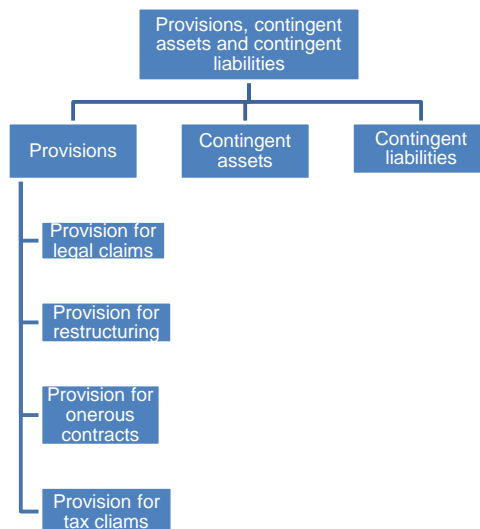 Provisions, contingent
assets and contingent
liabilities
Provisions
Contingent
assets
Contingent
liabilities
Provision for
legal claims
Provision for
restructuring
Provision for
onerous
contracts
Provision for
tax cliams